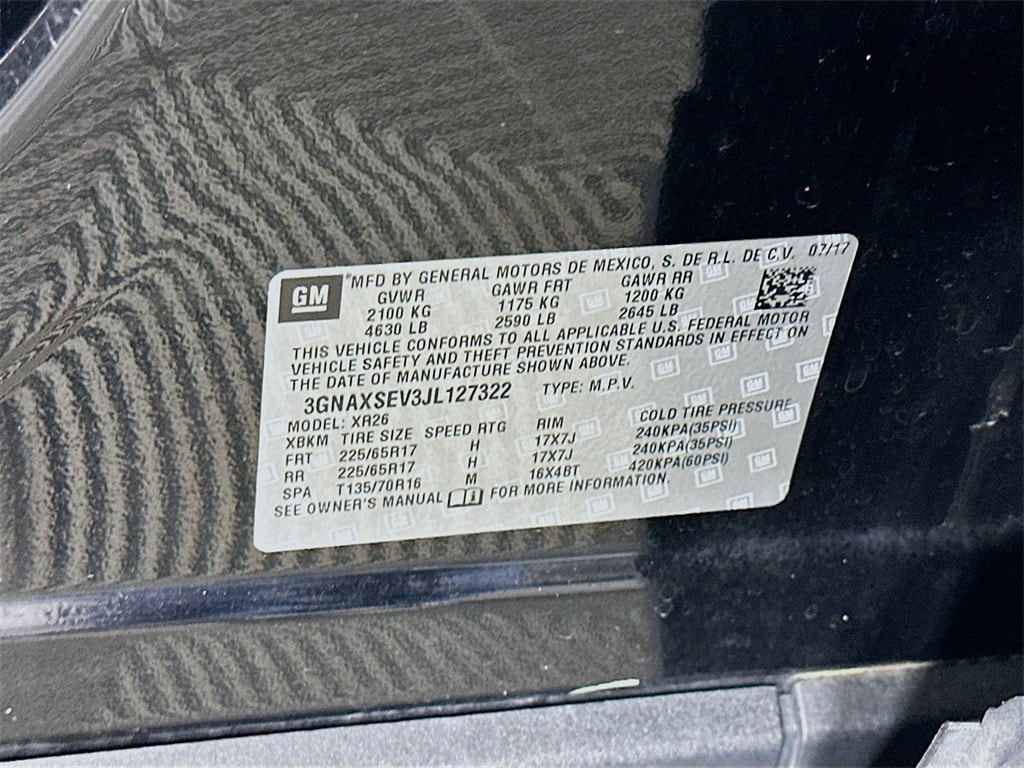 GM
"MFD BY GENERAL MOTORS DE MEXICO, S. DE R.L. DE C.V. 07/17
GVWR GAWR FRT GAWR RR
2100 KG 1175 KG 1200 KG
4630 LB 2590 LB 2645 LB
THIS VEHICLE CONFORMS TO ALL APPLICABLE U.S. FEDERAL MOTOR
VEHICLE SAFETY AND THEFT PREVENTION STANDARDS IN EFFECT ON
THE DATE OF MANUFACTURE SHOWN ABOVE.
3GNAXSEV3JL127322 TYPE: M.P.V.
MODEL: XR26
XBKM TIRE SIZE SPEED RTG RIM COLD TIRE PRESSURE
FRT 225/65R17 H 17X7J 240KPA(35PSI)
RR 225/65R17 H 17X7J 240KPA(35PSI)
SPA T135/70R16 M 16X4BT 420KPA(60PSI)
SEE OWNER'S MANUAL FOR MORE INFORMATION.